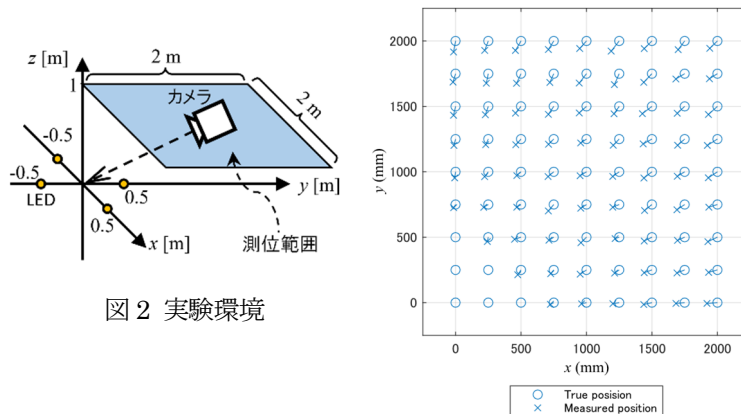 z [m]
2 m
1
カメラ
2 m
-0.5
-0.5
0.5
y [m]
LED
0.5
x [m]
測位範囲
図2 実験環境
2000
1500
1000
500
0
y (mm)
0 500 1000 1500 2000
x (mm)
True posision
Measured position